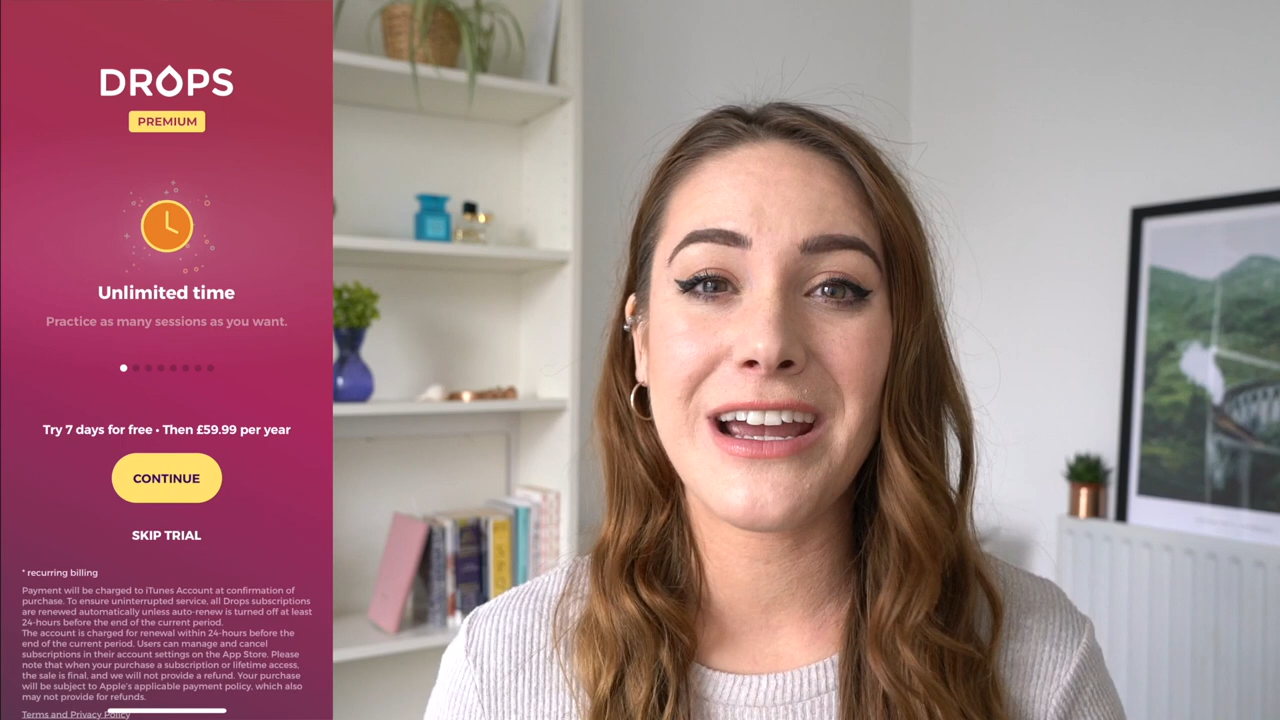 DROPS
PREMIUM
Unlimited time
Practice as many sessions as you want.
Try 7 days for free • Then £59.99 per year
CONTINUE
SKIP TRIAL
* recurring billing
Payment will be charged to iTunes Account at confirmation of
purchase. To ensure uninterrupted service, all Drops subscriptions
are renewed automatically unless auto-renew is turned off at least
24-hours before the end of the current period.
The account is charged for renewal within 24-hours before the
end of the current period. Users can manage and cancel
subscriptions in their account settings on the App Store. Please
note that when your purchase a subscription or lifetime access,
the sale is final, and we will not provide a refund. Your purchase
will be subject to Apple's applicable payment policy, which also
may not provide for refunds.
Terms and Privacy Policy